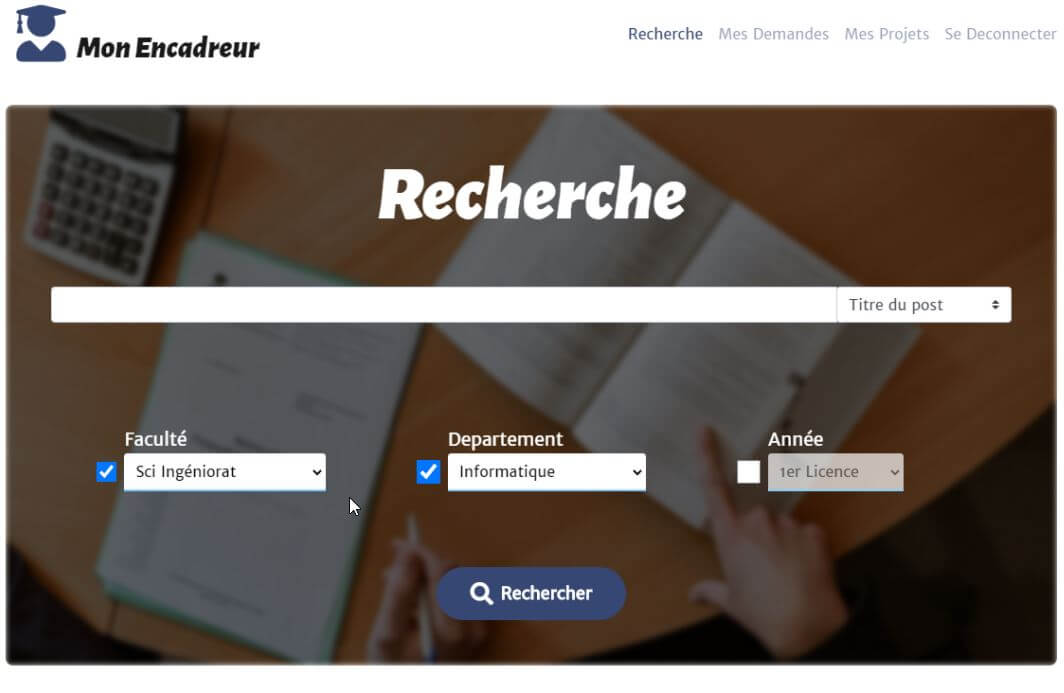 Mon Encadreur
Recherche Mes Demandes Mes Projets Se Deconnecter
Recherche
Titre du post
Faculté Departement Année
Sci Ingéniorat Informatique 1er Licence
Rechercher